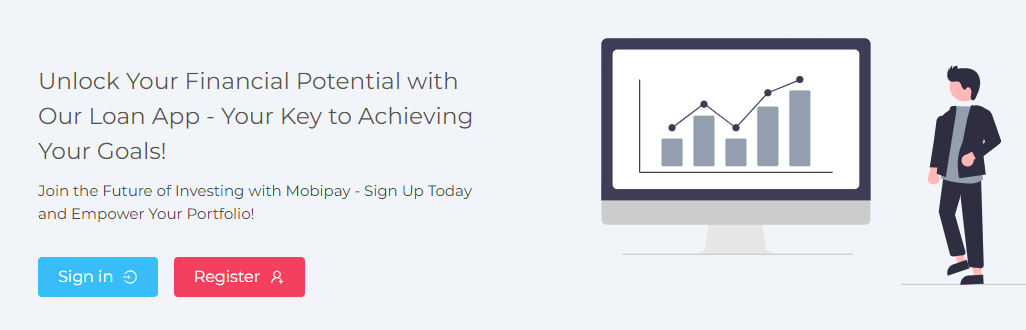 Unlock Your Financial Potential with
Our Loan App - Your Key to Achieving
Your Goals!
Join the Future of Investing with Mobipay - Sign Up Today
and Empower Your Portfolio!
Sign in
Register